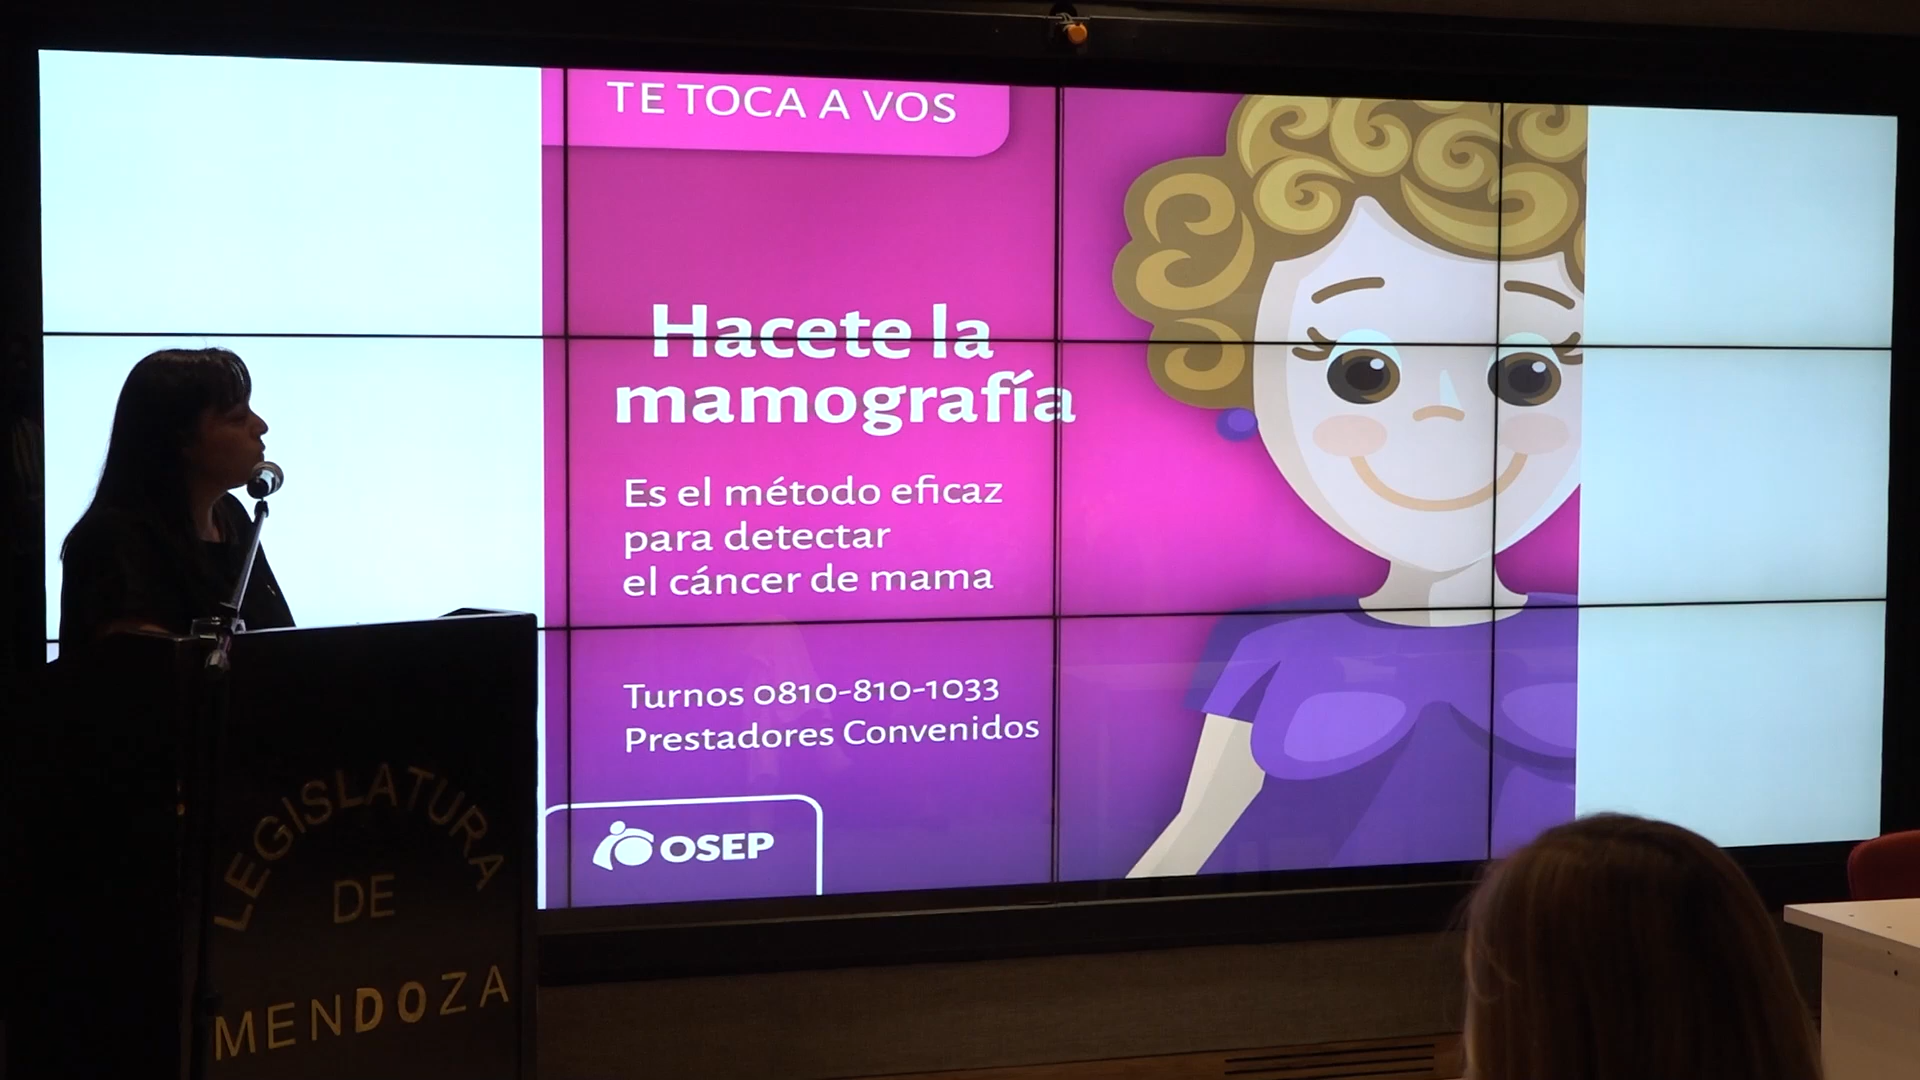 TE TOCA A VOS
Hacete la
mamografía
Es el método eficaz
para detectar
el cáncer de mama
Turnos 0810-810-1033
Prestadores Convenidos
OSEP
LEGISLATURA
DE
MENDOZA